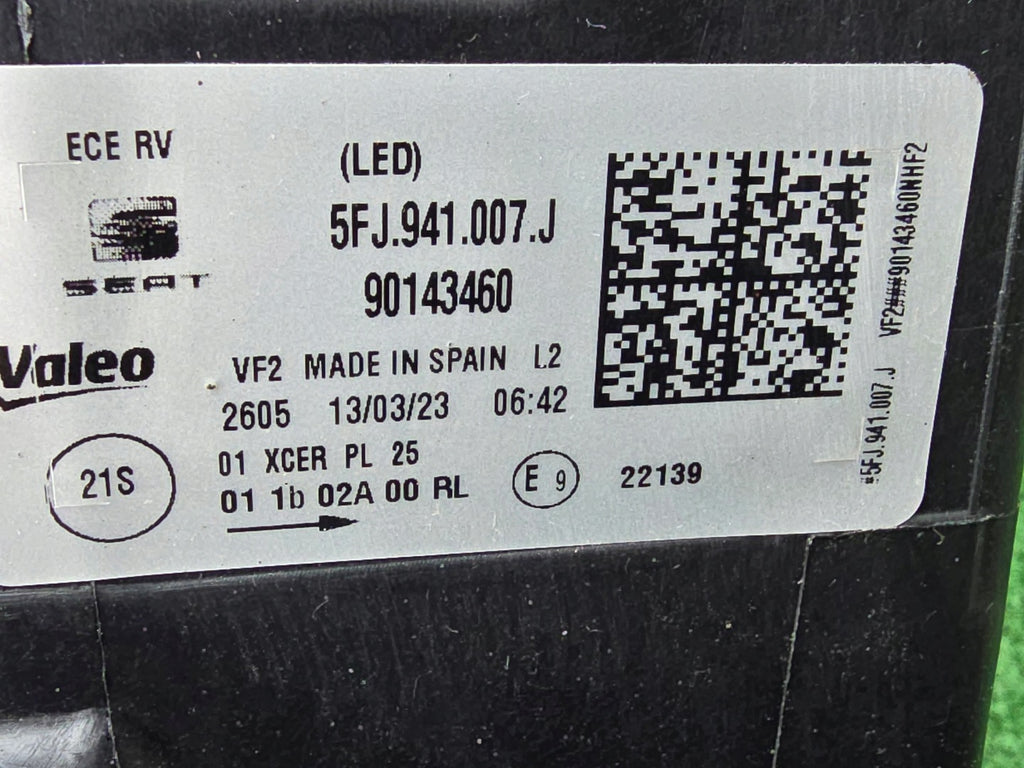 ECE RV
(LED)
SEAT
5FJ.941.007.J
90143460
Valeo
VF2 MADE IN SPAIN L2
2605 13/03/23 06:42
21S
01 XCER PL 25
01 1b 02A 00 RL
E 9
22139
#5FJ.941.007.J VF2###90143460NHF2